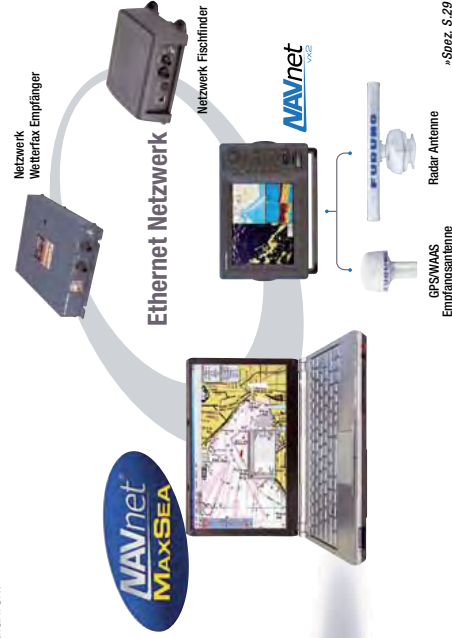 Netzwerk
Wetterfax Empfänger
Netzwerk Fischfinder
Ethernet Netzwerk
NAVnet
MAXSEA
NAVnet
vx2
FURUNO
GPS/WAAS
Empfangsantenne
Radar Antenne
»Spez. S.29